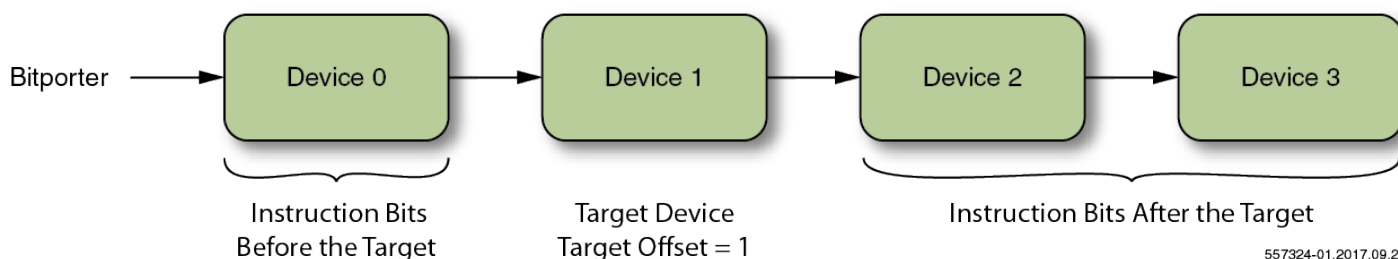 Bitporter
Device 0
Device 1
Device 2
Device 3
Instruction Bits
Before the Target
Target Device
Target Offset = 1
Instruction Bits After the Target
557324-01.2017.09.2